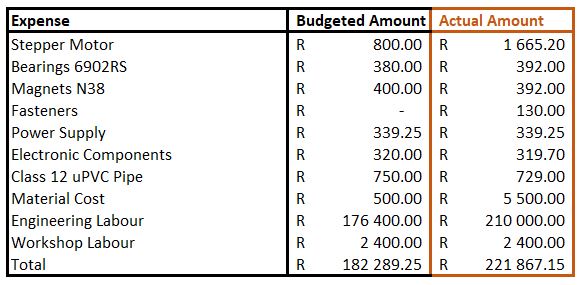 Expense Budgeted Amount Actual Amount
Stepper Motor R 800.00 R 1 665.20
Bearings 6902RS R 380.00 R 392.00
Magnets N38 R 400.00 R 392.00
Fasteners R - R 130.00
Power Supply R 339.25 R 339.25
Electronic Components R 320.00 R 319.70
Class 12 uPVC Pipe R 750.00 R 729.00
Material Cost R 500.00 R 5 500.00
Engineering Labour R 176 400.00 R 210 000.00
Workshop Labour R 2 400.00 R 2 400.00
Total R 182 289.25 R 221 867.15